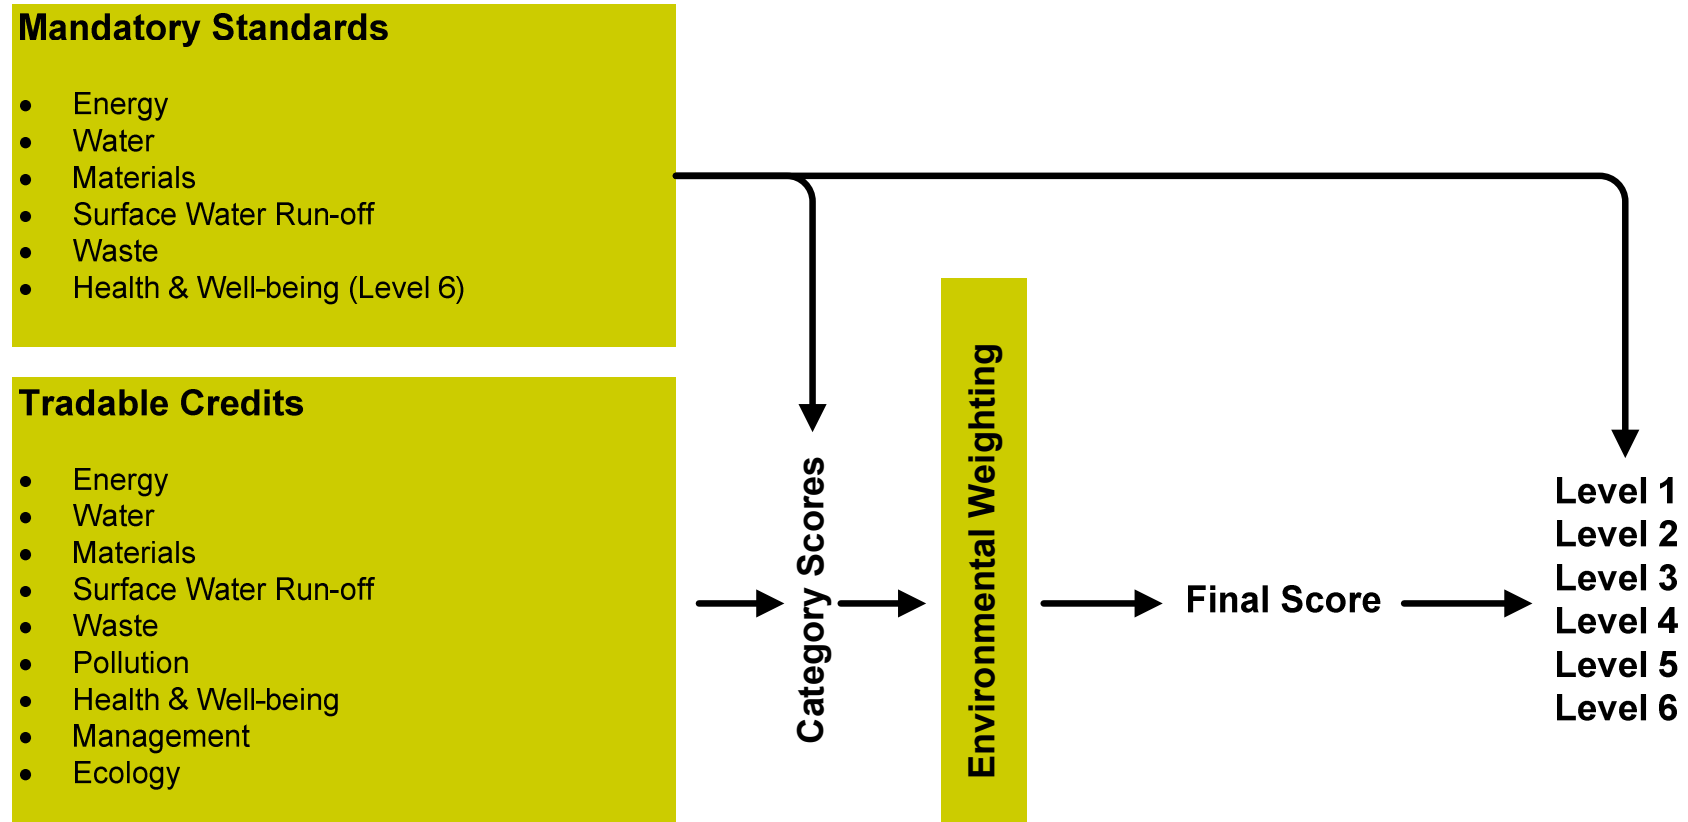 Mandatory Standards
• Energy
• Water
• Materials
• Surface Water Run-off
• Waste
• Health & Well-being (Level 6)
Tradable Credits
• Energy
• Water
• Materials
• Surface Water Run-off
• Waste
• Pollution
• Health & Well-being
• Management
• Ecology
Category Scores
Environmental Weighting
Final Score
Level 1
Level 2
Level 3
Level 4
Level 5
Level 6